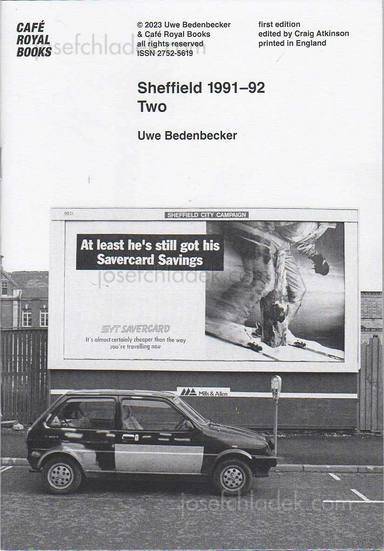 CAFÉ
ROYAL
BOOKS
© 2023 Uwe Bedenbecker
& Café Royal Books
all rights reserved
ISSN 2752-5619
first edition
edited by Craig Atkinson
printed in England
Sheffield 1991–92
Two
Uwe Bedenbecker
SHEFFIELD CITY CAMPAIGN
At least he's still got his
Savercard Savings
SYT SAVERCARD
It's almost certainly cheaper than the way
you're travelling now
Mills & Allen
josefchladek.com
josefchladek.com
josefchladek.com
josefchladek.com